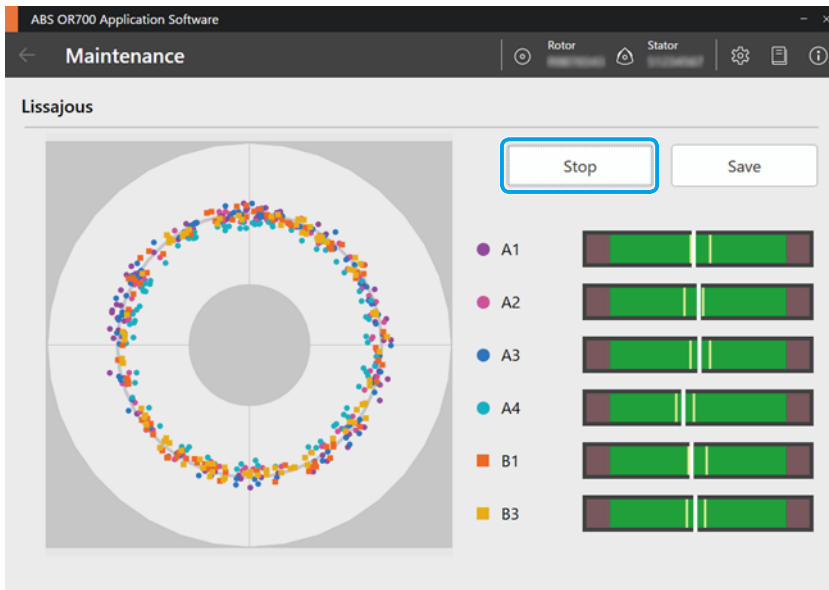 ABS OR700 Application Software
Maintenance
Rotor
Stator
Lissajous
Stop
Save
A1
A2
A3
A4
B1
B3